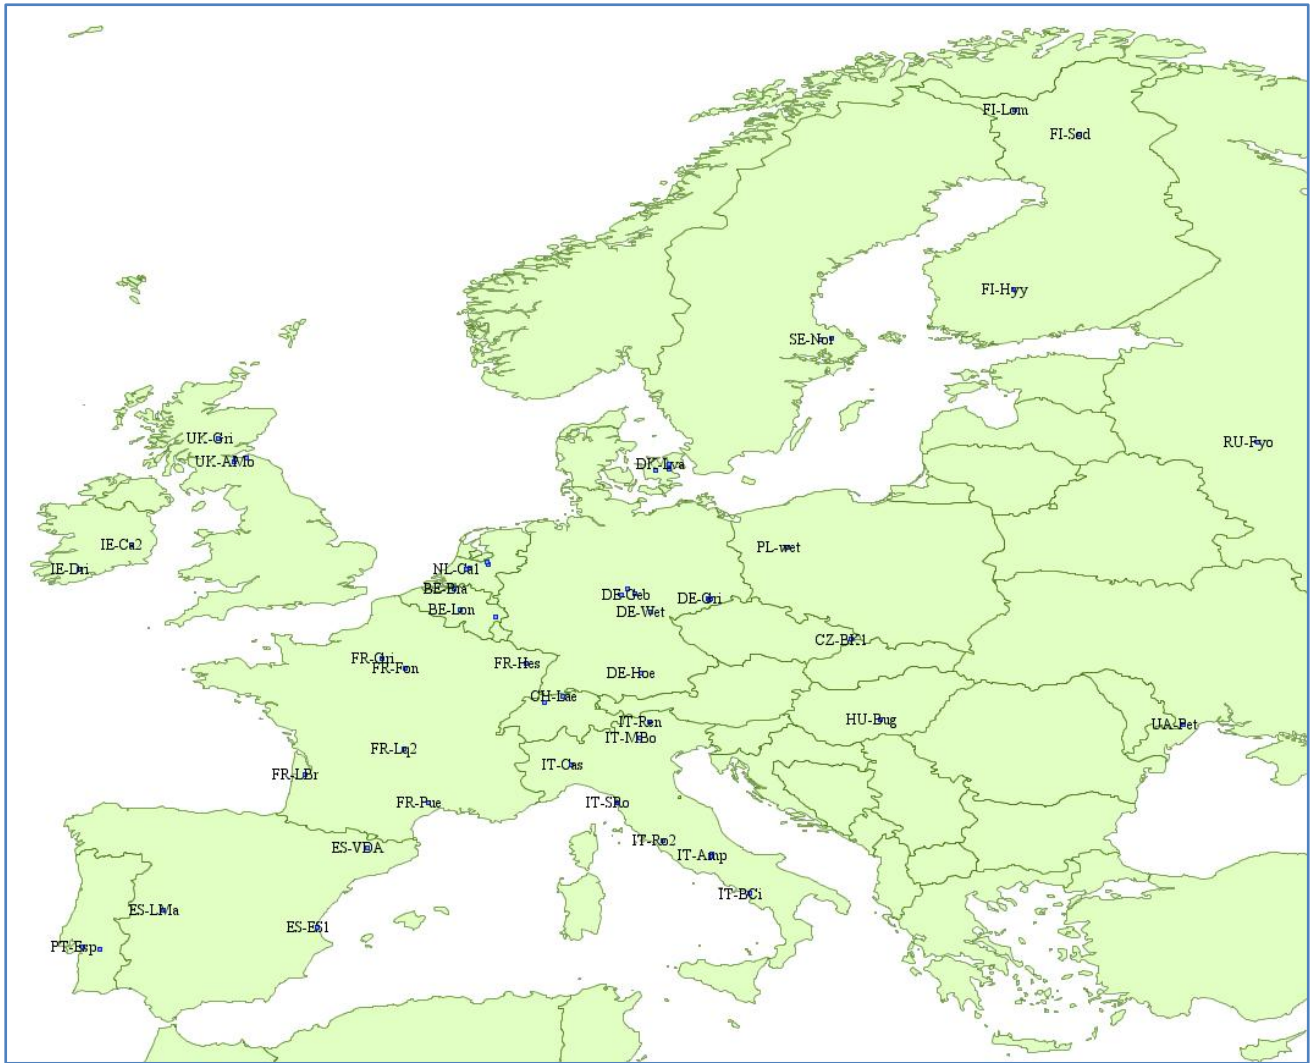 FI-Lom
FI-Sod
FI-Hyy
SE-Nor
UK-Gri
RU-Fyo
UK-AMo
DK-Lva
IE-Ca2
PL-wet
IE-Dri
NL-Ca1
BE-Bra
DE-Geb
DE-Gri
BE-Lon
DE-Wet
CZ-BK1
FR-Gri
FR-Fon
FR-Hes
DE-Hoe
CH-Lae
IT-Ren
HU-Bug
UA-Pet
IT-MBo
FR-Lq2
IT-Cas
FR-LBr
FR-Pue
IT-SRo
IT-Ro2
ES-VDA
IT-Amp
IT-BCi
ES-LMa
ES-ES1
PT-Esp